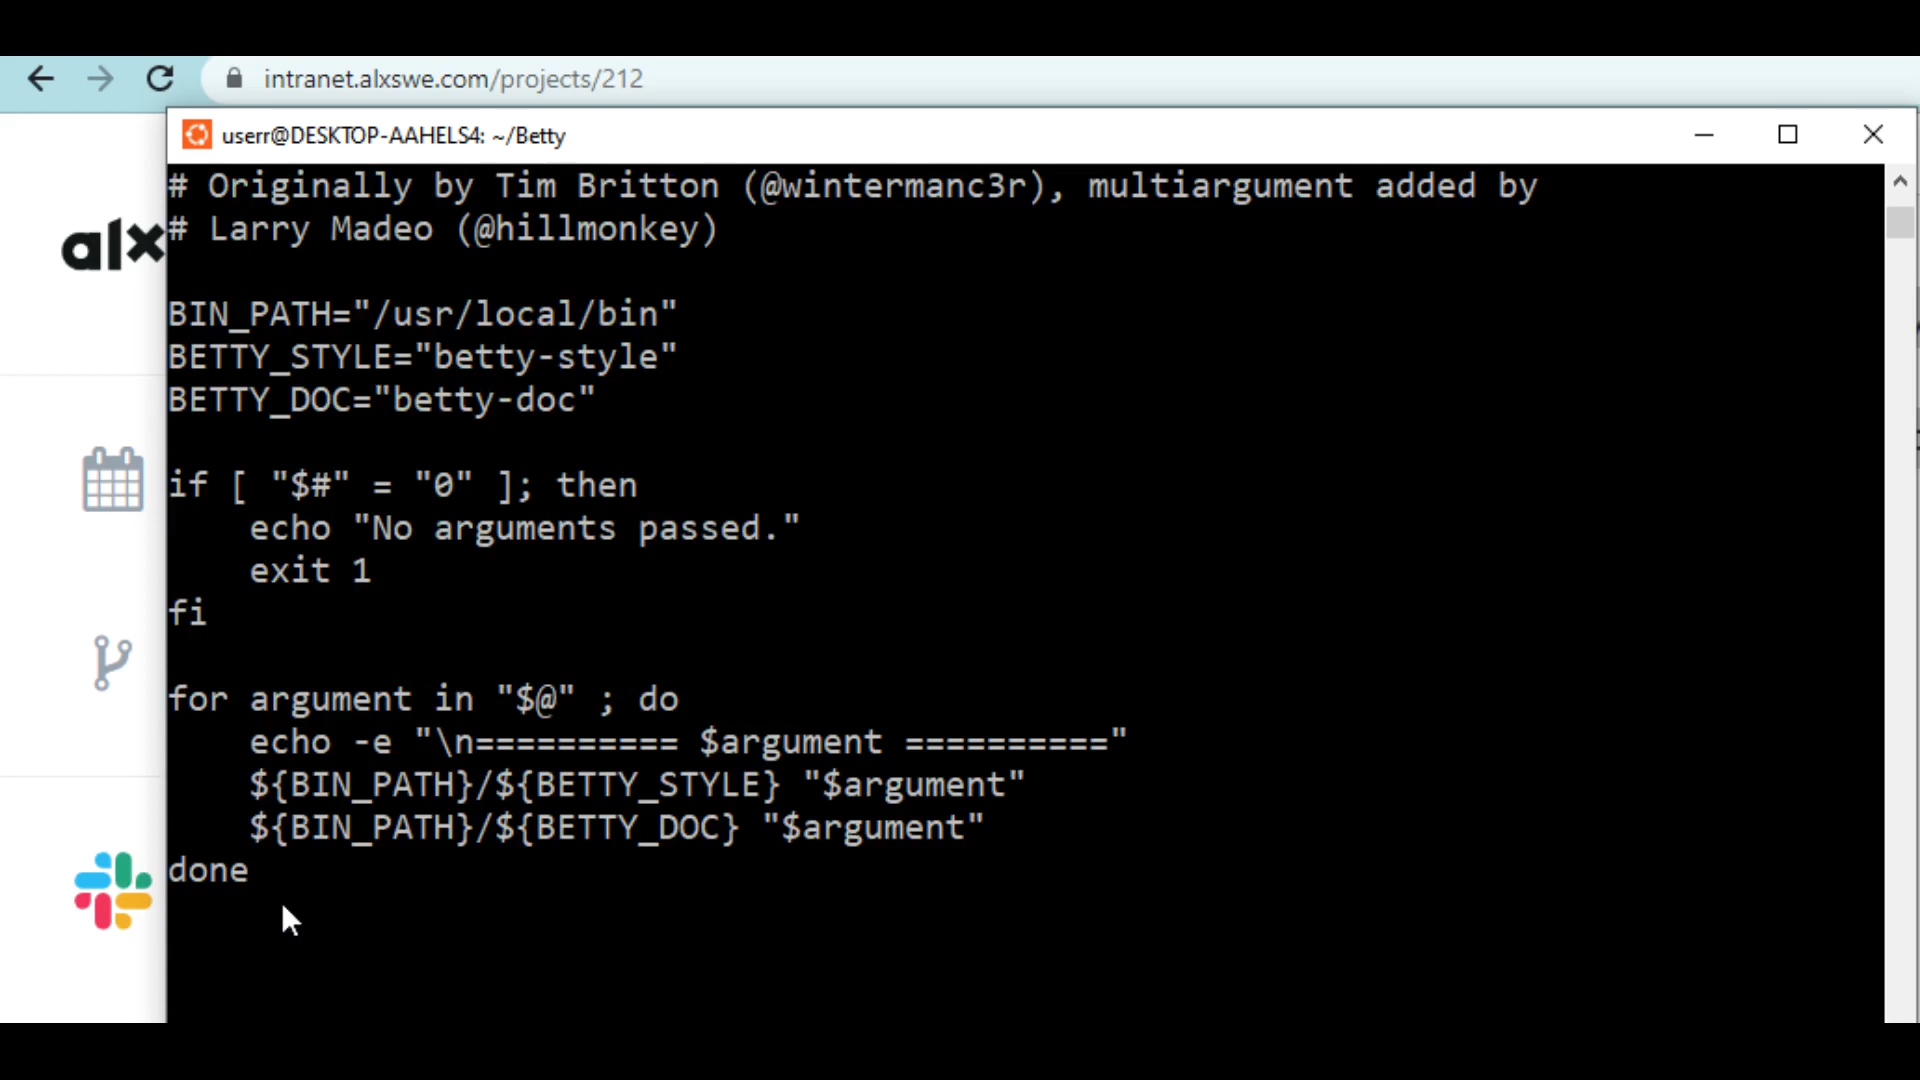 intranet.alxswe.com/projects/212
userr@DESKTOP-AAHELS4: ~/Betty
alx
# Originally by Tim Britton (@wintermanc3r), multiargument added by
# Larry Madeo (@hillmonkey)
BIN_PATH="/usr/local/bin"
BETTY_STYLE="betty-style"
BETTY_DOC="betty-doc"
if [ "$#" = "0" ]; then
    echo "No arguments passed."
    exit 1
fi
for argument in "$@" ; do
    echo -e "\n========== $argument =========="
    ${BIN_PATH}/${BETTY_STYLE} "$argument"
    ${BIN_PATH}/${BETTY_DOC} "$argument"
done